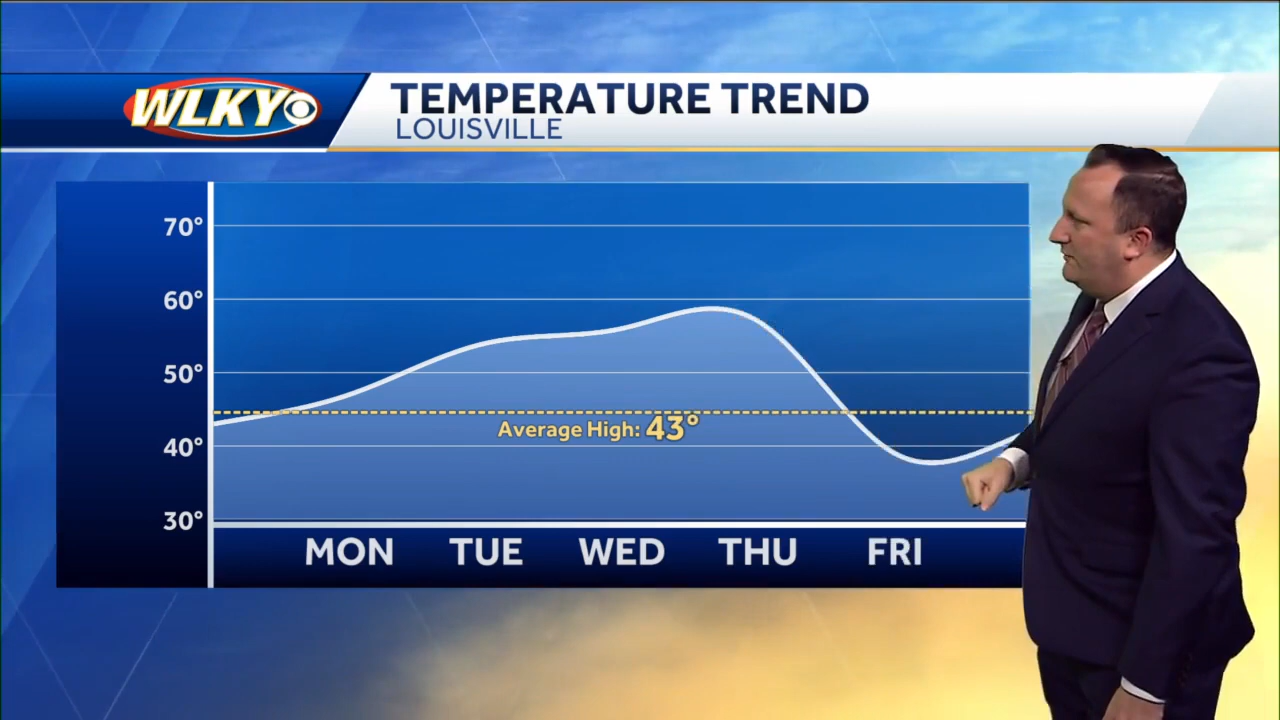 WLKY
TEMPERATURE TREND
LOUISVILLE
70°
60°
50°
Average High: 43°
40°
30°
MON TUE WED THU FRI